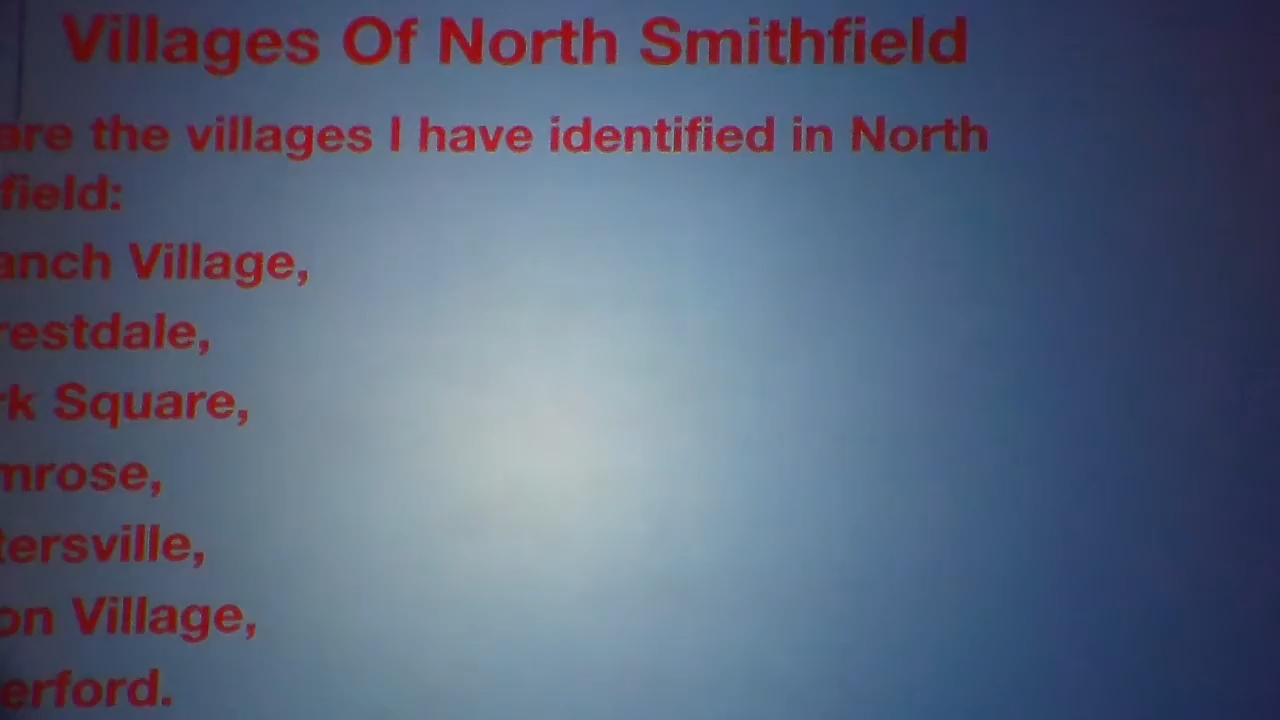 Villages Of North Smithfield
are the villages I have identified in North
field:
anch Village,
restdale,
rk Square,
mrose,
tersville,
on Village,
erford.